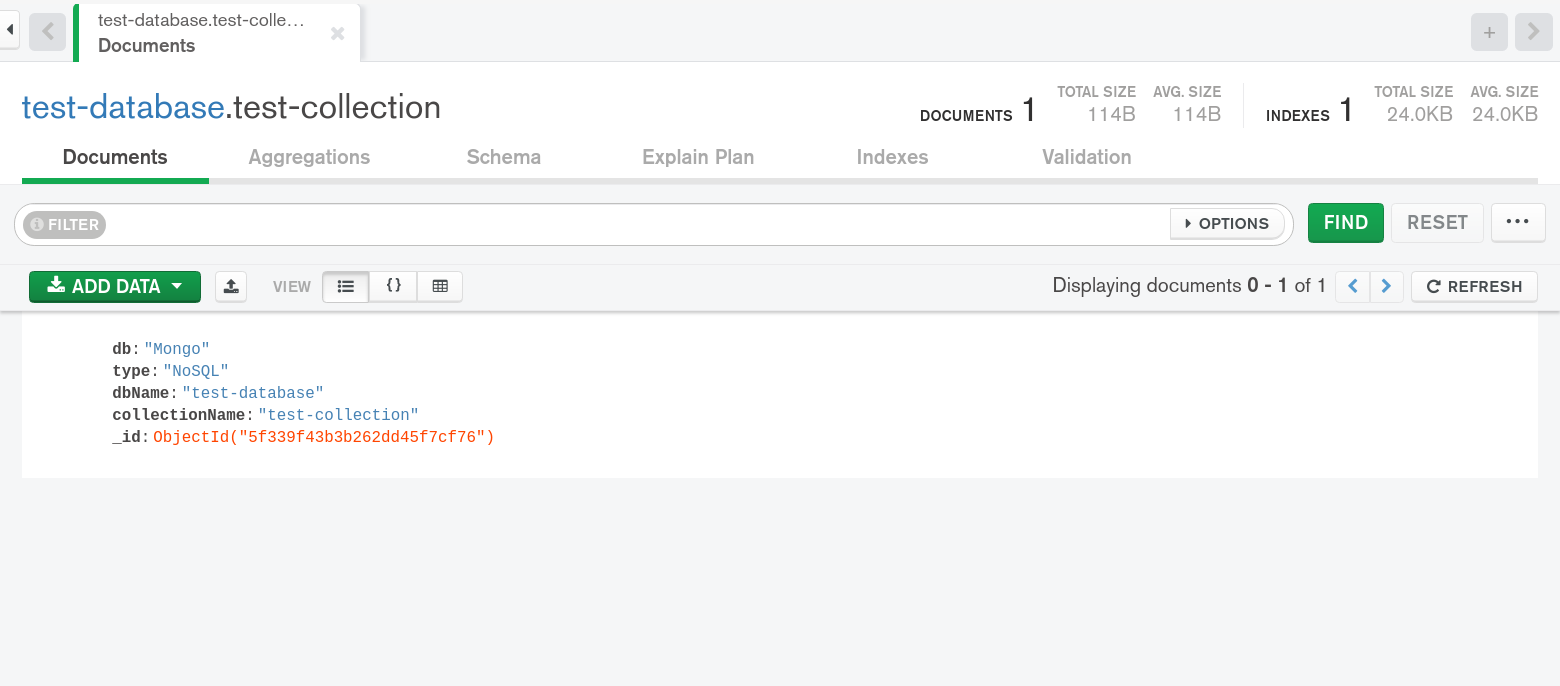 test-database.test-colle...
Documents
test-database.test-collection
DOCUMENTS 1 TOTAL SIZE 114B AVG. SIZE 114B INDEXES 1 TOTAL SIZE 24.0KB AVG. SIZE 24.0KB
Documents Aggregations Schema Explain Plan Indexes Validation
FILTER OPTIONS FIND RESET ...
ADD DATA VIEW {} Displaying documents 0 - 1 of 1 REFRESH
db: "Mongo"
type: "NoSQL"
dbName: "test-database"
collectionName: "test-collection"
_id: ObjectId("5f339f43b3b262dd45f7cf76")